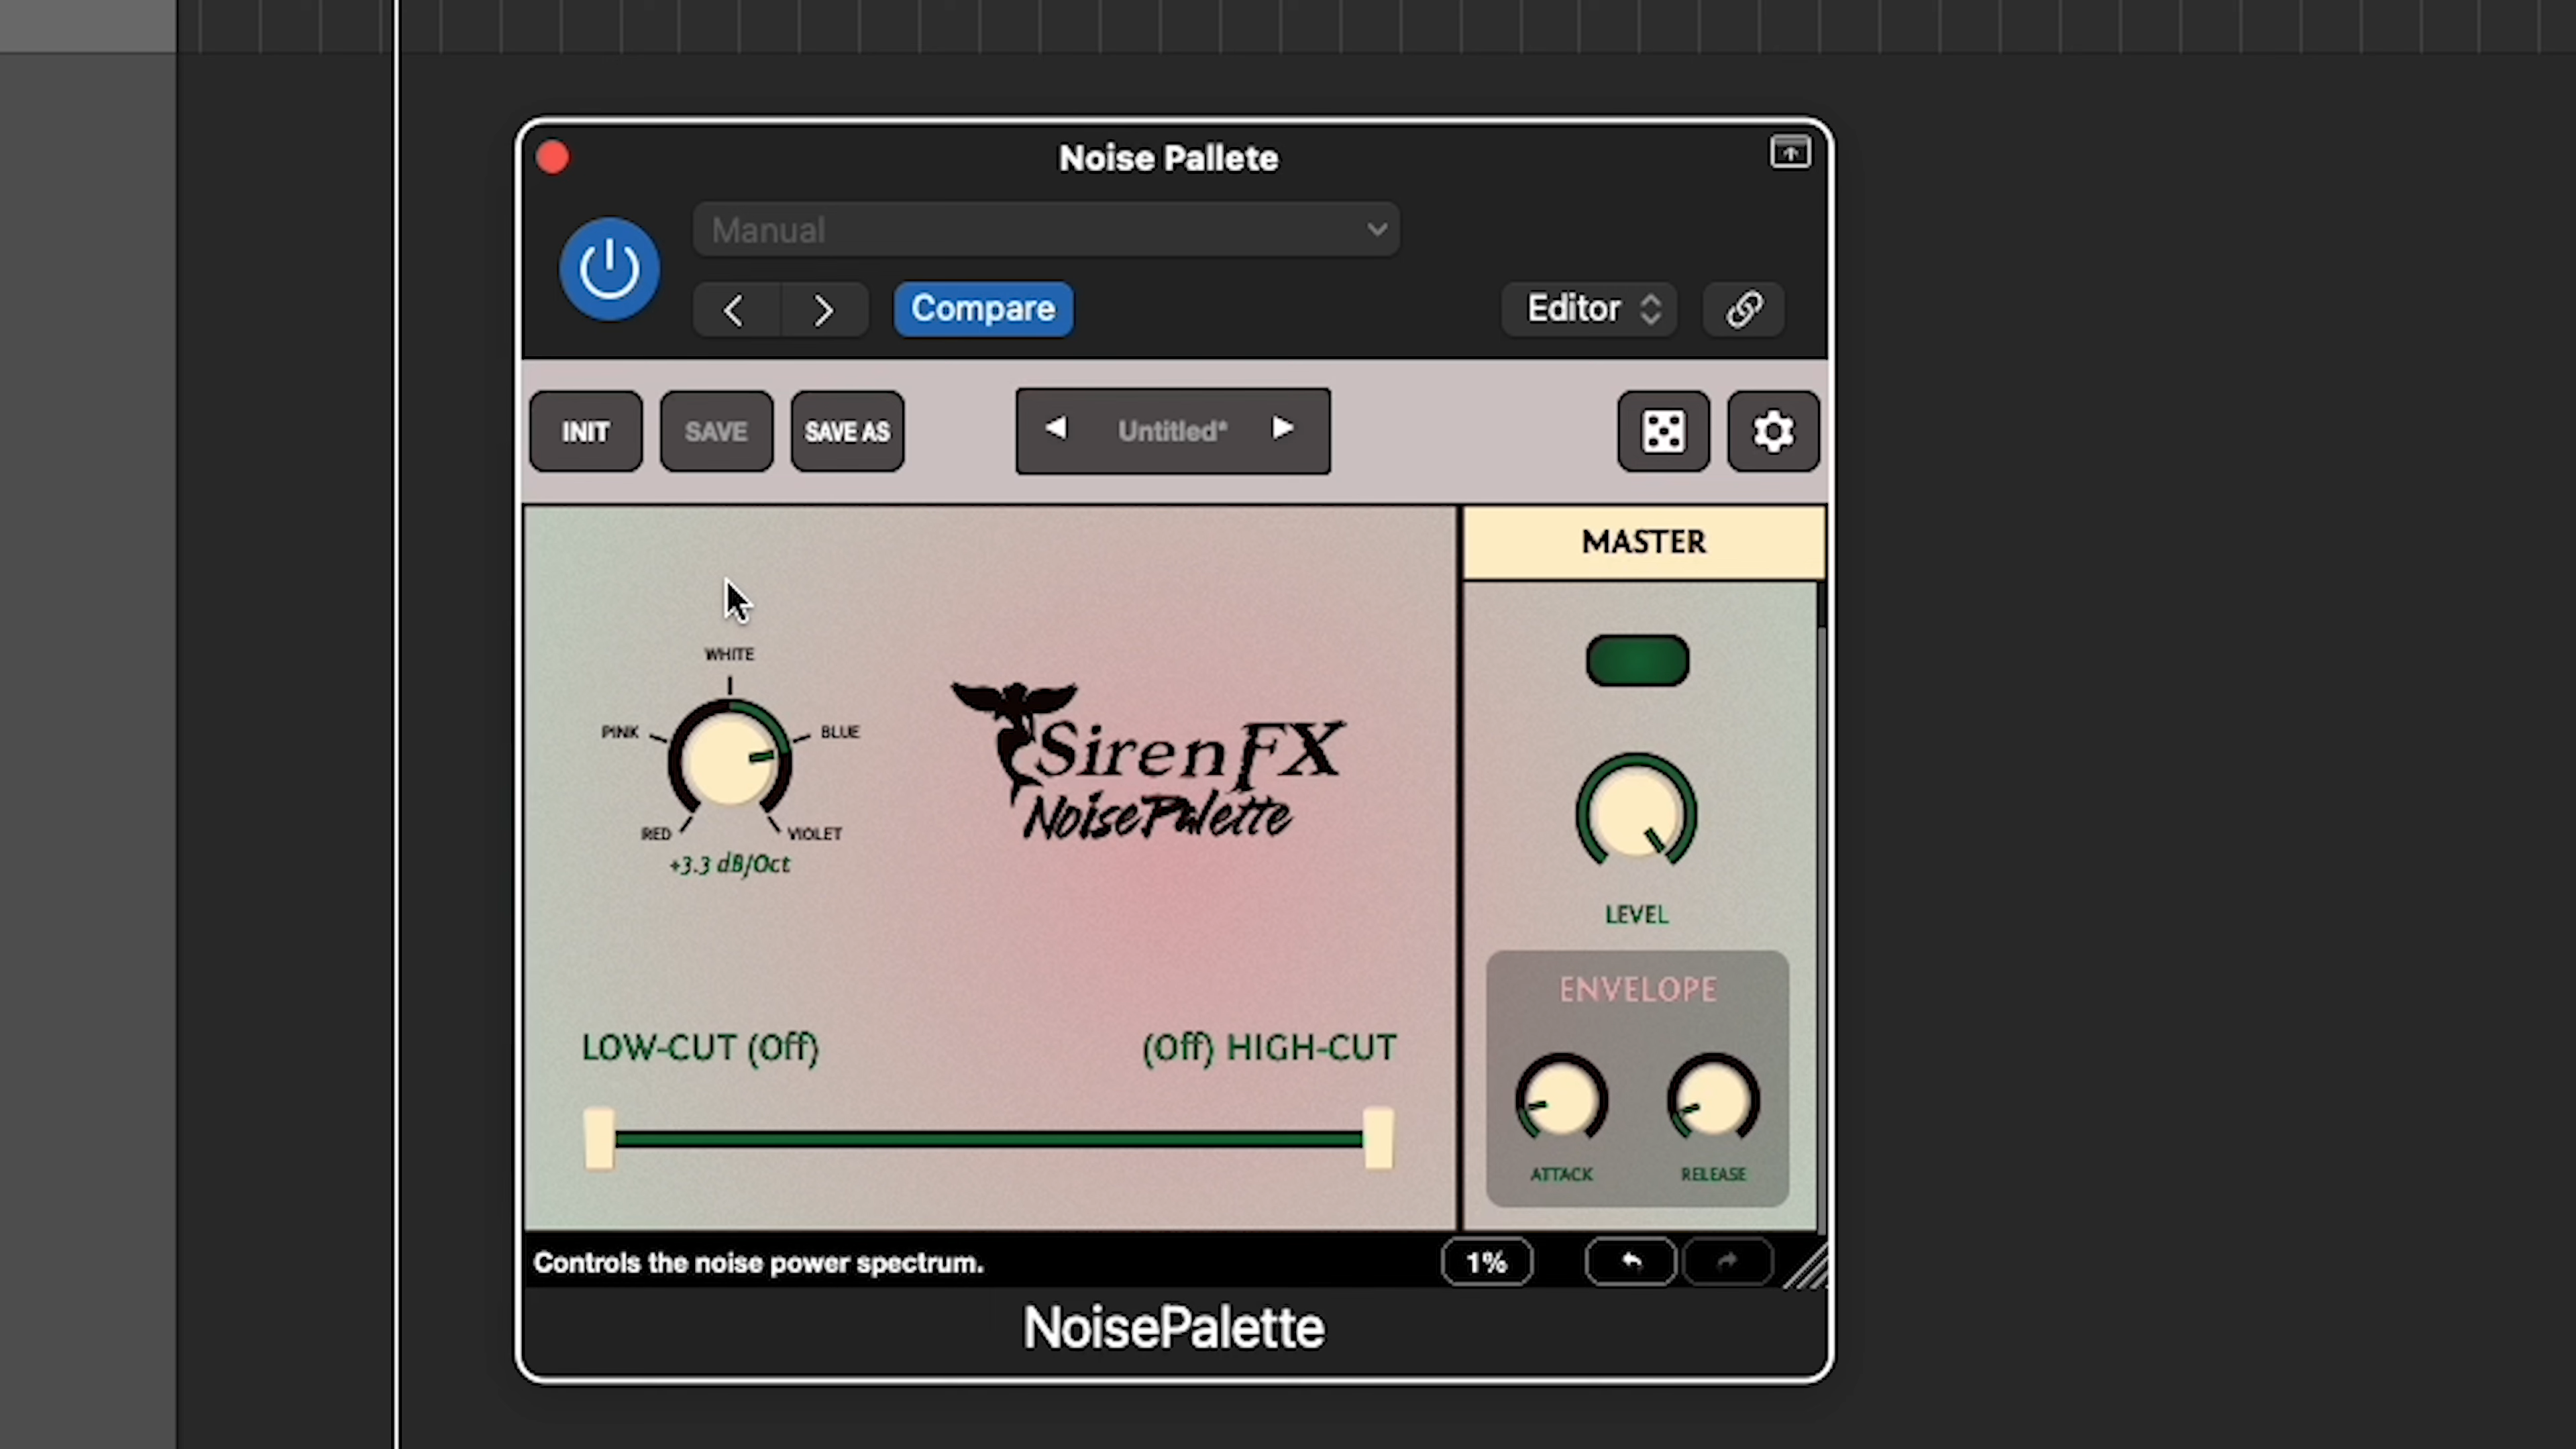 Noise Pallete
Manual
Compare
Editor
INIT
SAVE
SAVE AS
Untitled*
MASTER
WHITE
PINK
BLUE
RED
VIOLET
+3.3 dB/Oct
SirenFX
NoisePalette
LEVEL
ENVELOPE
LOW-CUT (Off)
(Off) HIGH-CUT
ATTACK
RELEASE
Controls the noise power spectrum.
1%
NoisePalette